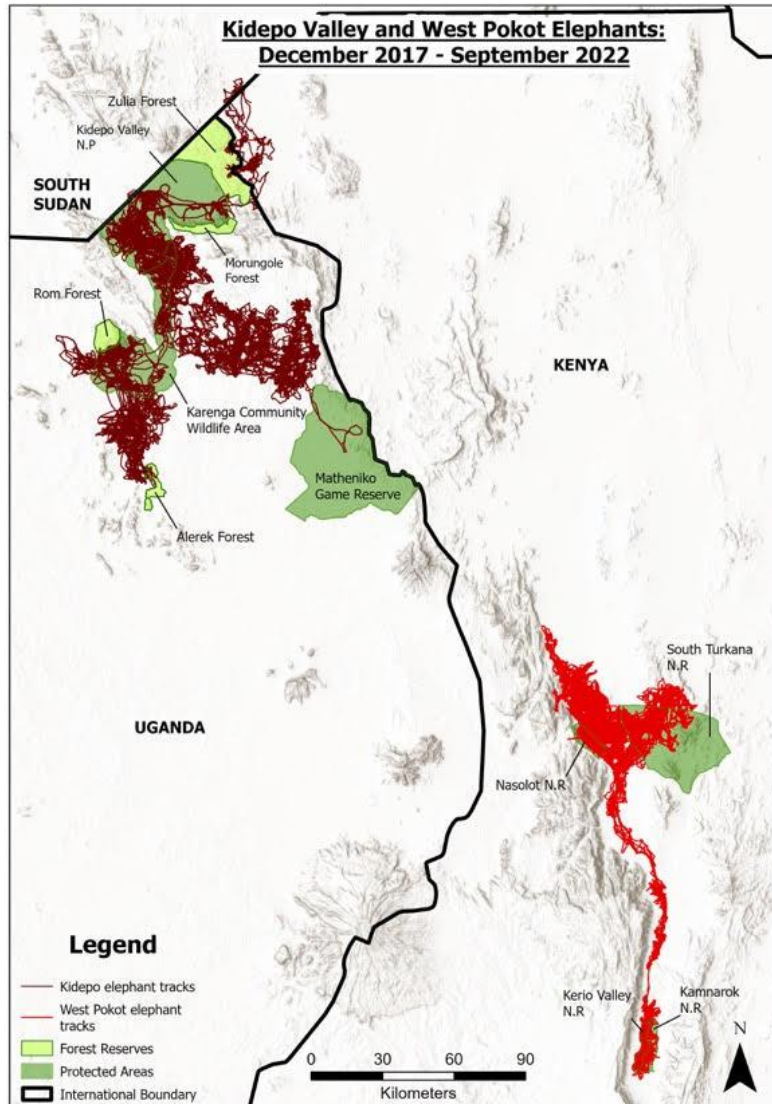 Kidepo Valley and West Pokot Elephants:
December 2017 - September 2022
Zulia Forest
Kidepo Valley
N.P
SOUTH
SUDAN
Morungole
Forest
Rom Forest
KENYA
Karenga Community
Wildlife Area
Matheniko
Game Reserve
Alerek Forest
South Turkana
N.R
UGANDA
Nasolot N.R
Legend
Kidepo elephant tracks
West Pokot elephant
tracks
Forest Reserves
Protected Areas
International Boundary
Kerio Valley
N.R
Kamnarok
N.R
0 30 60 90
Kilometers
N